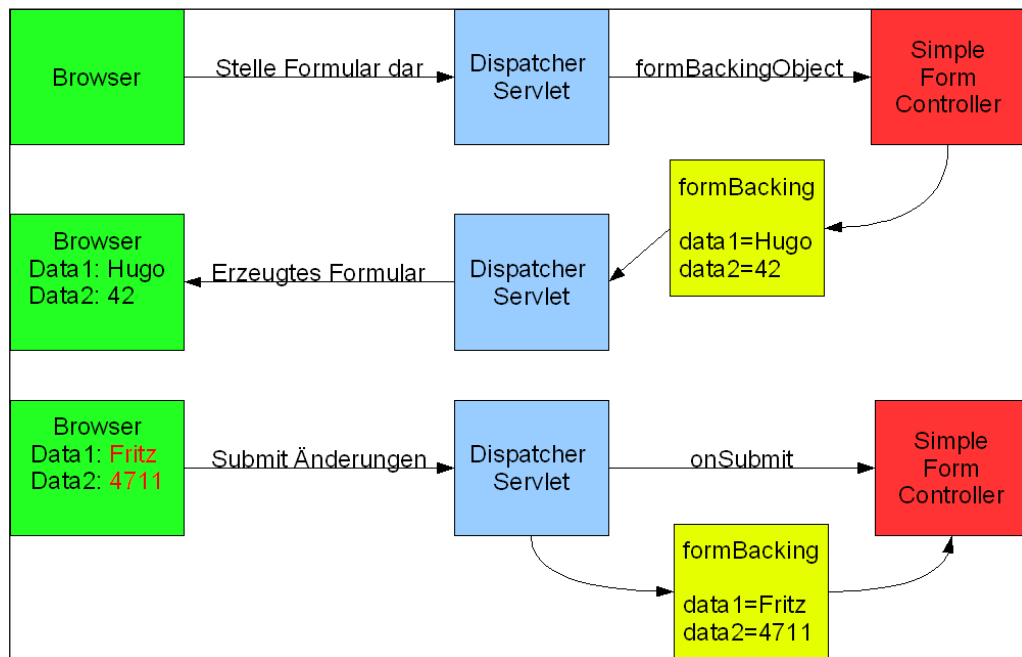 Browser
Stelle Formular dar
Dispatcher
Servlet
formBackingObject
Simple
Form
Controller
formBacking
data1=Hugo
data2=42
Browser
Data1: Hugo
Data2: 42
Erzeugtes Formular
Dispatcher
Servlet
Browser
Data1: Fritz
Data2: 4711
Submit Änderungen
Dispatcher
Servlet
onSubmit
Simple
Form
Controller
formBacking
data1=Fritz
data2=4711